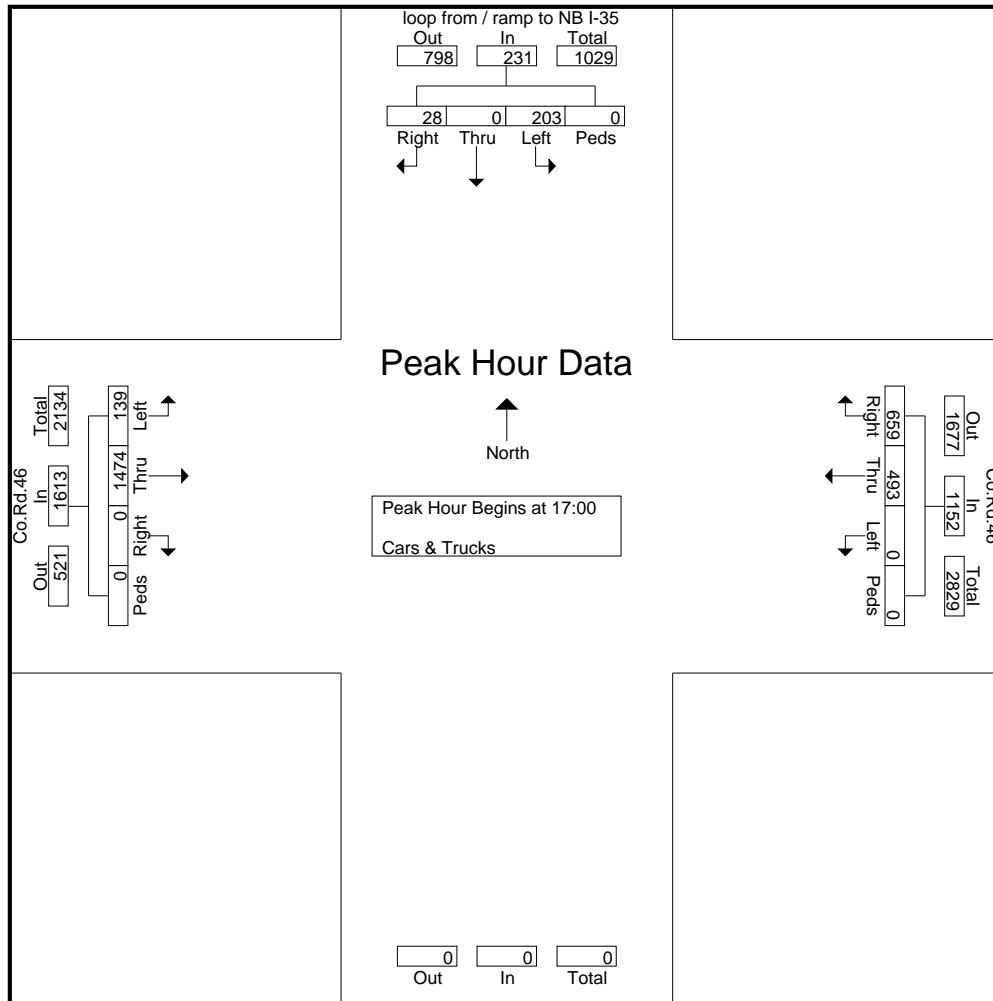 loop from / ramp to NB I-35
Out In Total
798 231 1029
28 0 203 0
Right Thru Left Peds
Peak Hour Data
North
Peak Hour Begins at 17:00
Cars & Trucks
Co.Rd.46
Out In Total
521 1613 2134
139 1474 0 0
Left Thru Right Peds
Co.Rd.46
Out In Total
1677 1152 2829
659 493 0 0
Right Thru Left Peds
0 0 0
Out In Total